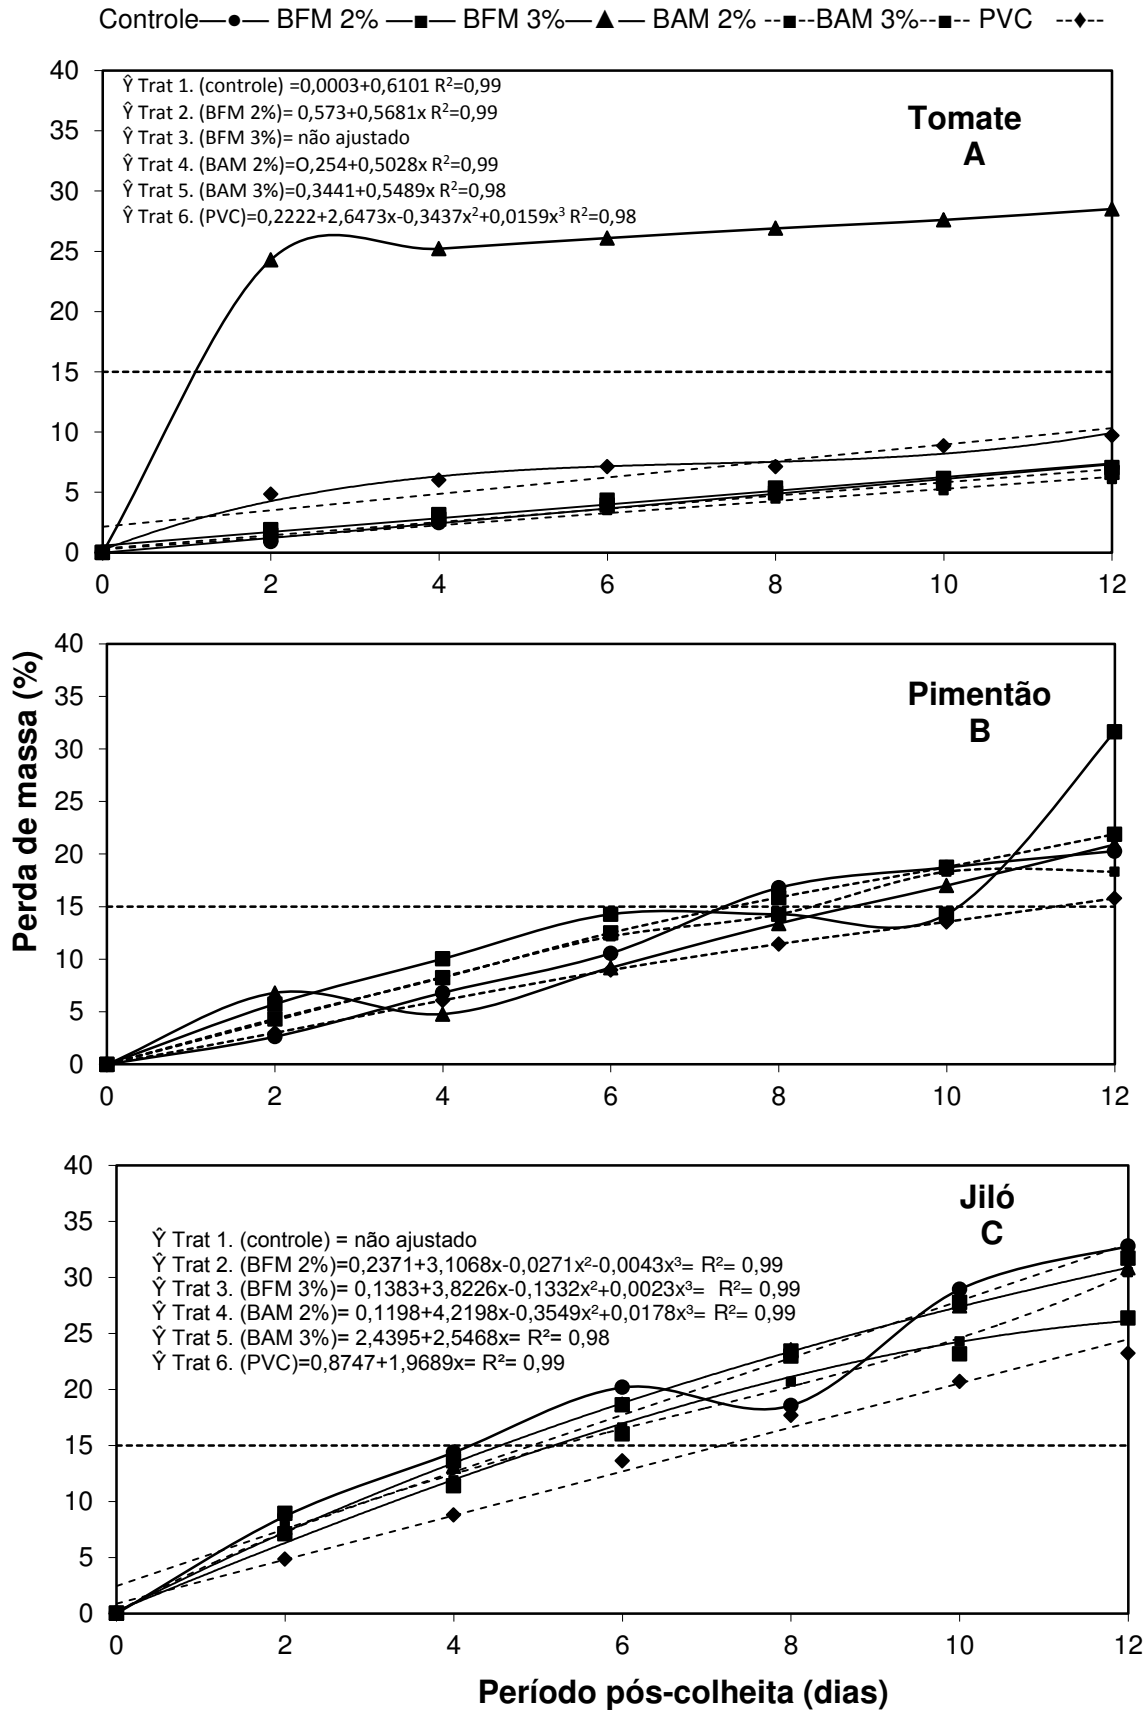 Controle BFM 2% BFM 3% BAM 2% BAM 3% PVC
40
35
30
25
20
15
10
5
0
Ŷ Trat 1. (controle) =0,0003+0,6101 R²=0,99
Ŷ Trat 2. (BFM 2%)= 0,573+0,5681x R²=0,99
Ŷ Trat 3. (BFM 3%)= não ajustado
Ŷ Trat 4. (BAM 2%)=O,254+0,5028x R²=0,99
Ŷ Trat 5. (BAM 3%)=0,3441+0,5489x R²=0,98
Ŷ Trat 6. (PVC)=0,2222+2,6473x-0,3437x²+0,0159x³ R²=0,98
Tomate
A
0 2 4 6 8 10 12
Perda de massa (%)
40
35
30
25
20
15
10
5
0
Pimentão
B
0 2 4 6 8 10 12
40
35
30
25
20
15
10
5
0
Jiló
C
Ŷ Trat 1. (controle) = não ajustado
Ŷ Trat 2. (BFM 2%)=0,2371+3,1068x-0,0271x²-0,0043x³= R²= 0,99
Ŷ Trat 3. (BFM 3%)= 0,1383+3,8226x-0,1332x²+0,0023x³= R²= 0,99
Ŷ Trat 4. (BAM 2%)= 0,1198+4,2198x-0,3549x²+0,0178x³= R²= 0,99
Ŷ Trat 5. (BAM 3%)= 2,4395+2,5468x= R²= 0,98
Ŷ Trat 6. (PVC)=0,8747+1,9689x= R²= 0,99
0 2 4 6 8 10 12
Período pós-colheita (dias)